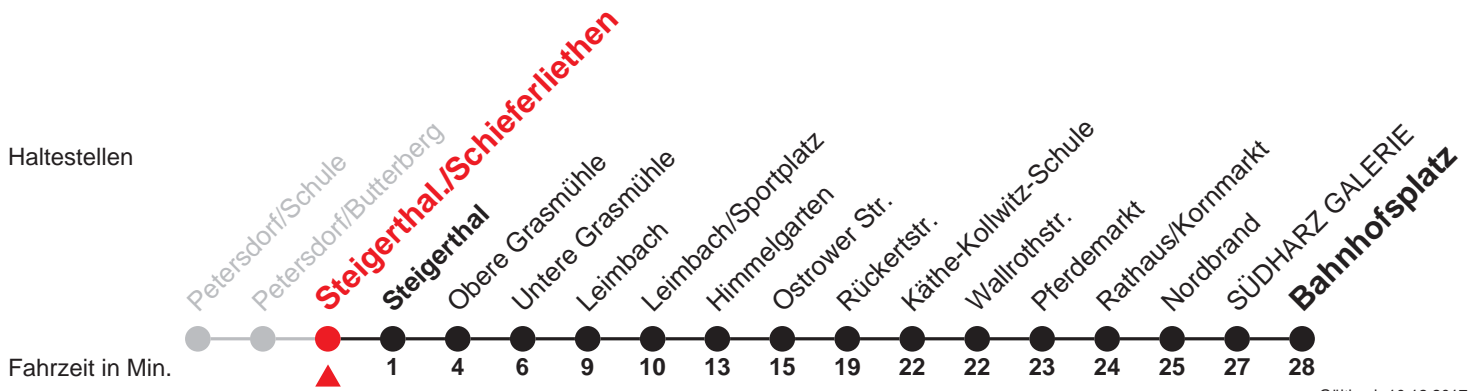 Haltestellen
Petersdorf/Schule
Petersdorf/Butterberg
Steigerthal./Schieferliethen
Steigerthal
Obere Grasmühle
Untere Grasmühle
Leimbach
Leimbach/Sportplatz
Himmelgarten
Ostrower Str.
Rückertstr.
Käthe-Kollwitz-Schule
Wallrothstr.
Pferdemarkt
Rathaus/Kornmarkt
Nordbrand
SÜDHARZ GALERIE
Bahnhofsplatz
Fahrzeit in Min. 1 4 6 9 10 13 15 19 22 22 23 24 25 27 28